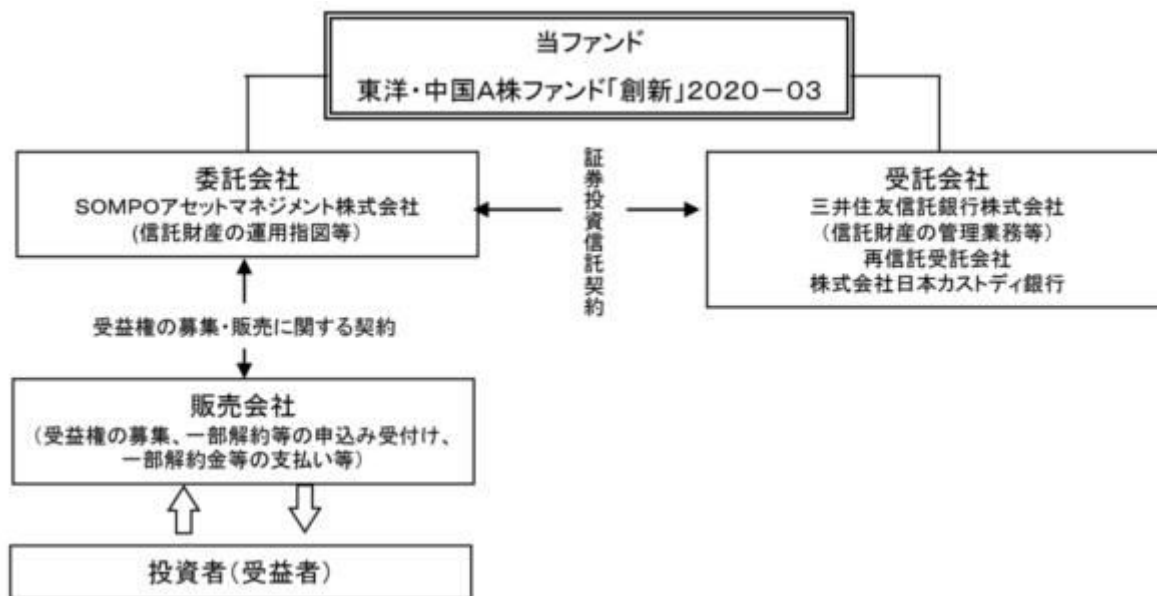 当ファンド
東洋・中国A株ファンド「創新」2020-03
委託会社
SOMPOアセットマネジメント株式会社
(信託財産の運用指図等)
証券投資信託契約
受託会社
三井住友信託銀行株式会社
(信託財産の管理業務等)
再信託受託会社
株式会社日本カストディ銀行
受益権の募集・販売に関する契約
販売会社
(受益権の募集、一部解約等の申込み受付け、
一部解約金等の支払い等)
投資者(受益者)